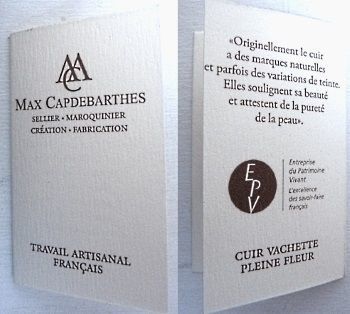 MC
MAX CAPDEBARTHES
SELLIER • MAROQUINIER
CRÉATION • FABRICATION
TRAVAIL ARTISANAL
FRANÇAIS
«Originellement le cuir
a des marques naturelles
et parfois des variations de teinte.
Elles soulignent sa beauté
et attestent de la pureté
de la peau».
EPV
Entreprise
du Patrimoine
Vivant
L'excellence
des savoir-faire
français
CUIR VACHETTE
PLEINE FLEUR